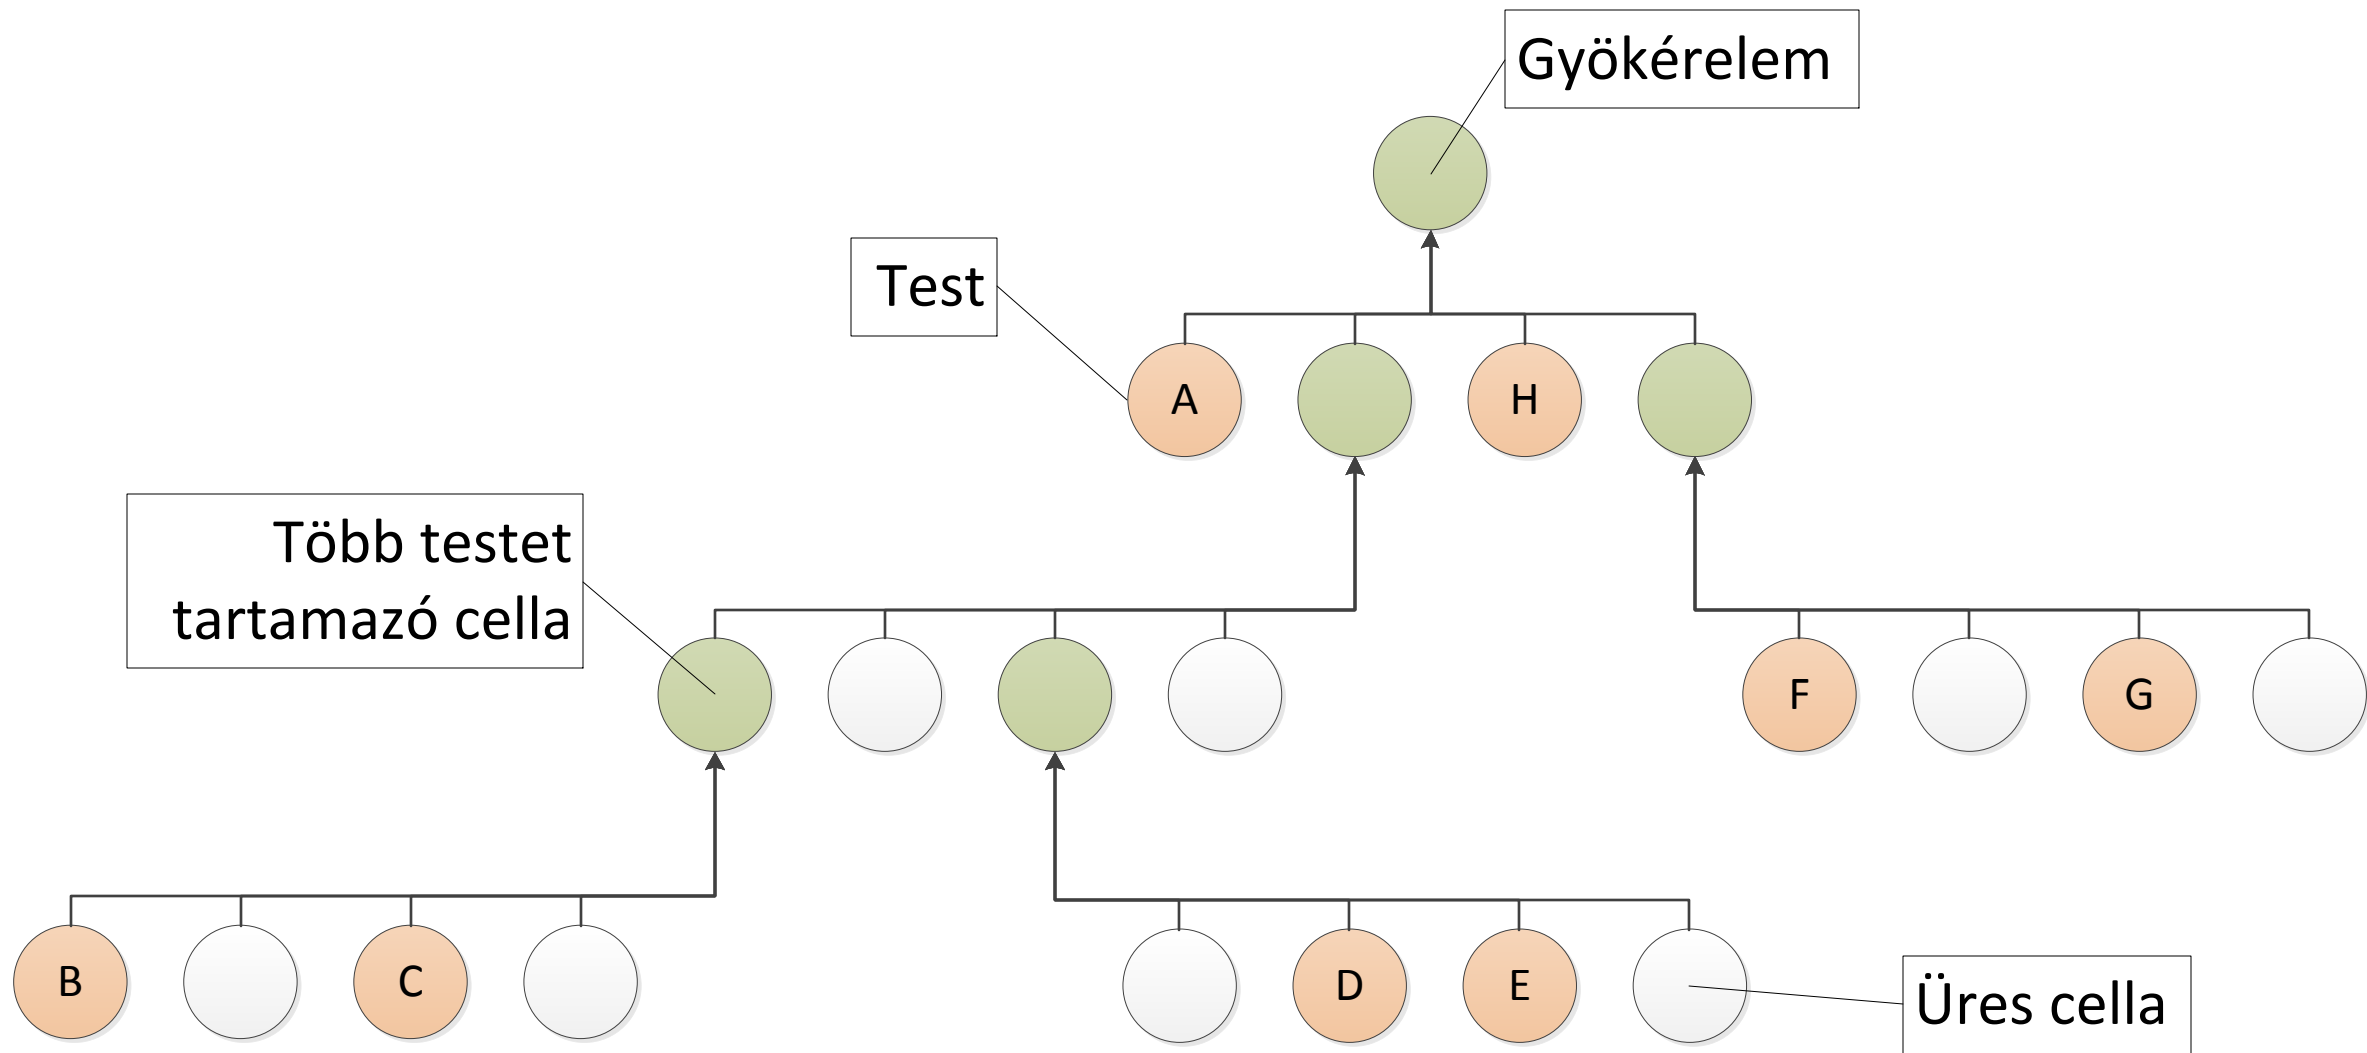 Gyökérelem
Test
A
H
Több testet
tartamazó cella
F
G
B
C
D
E
Üres cella